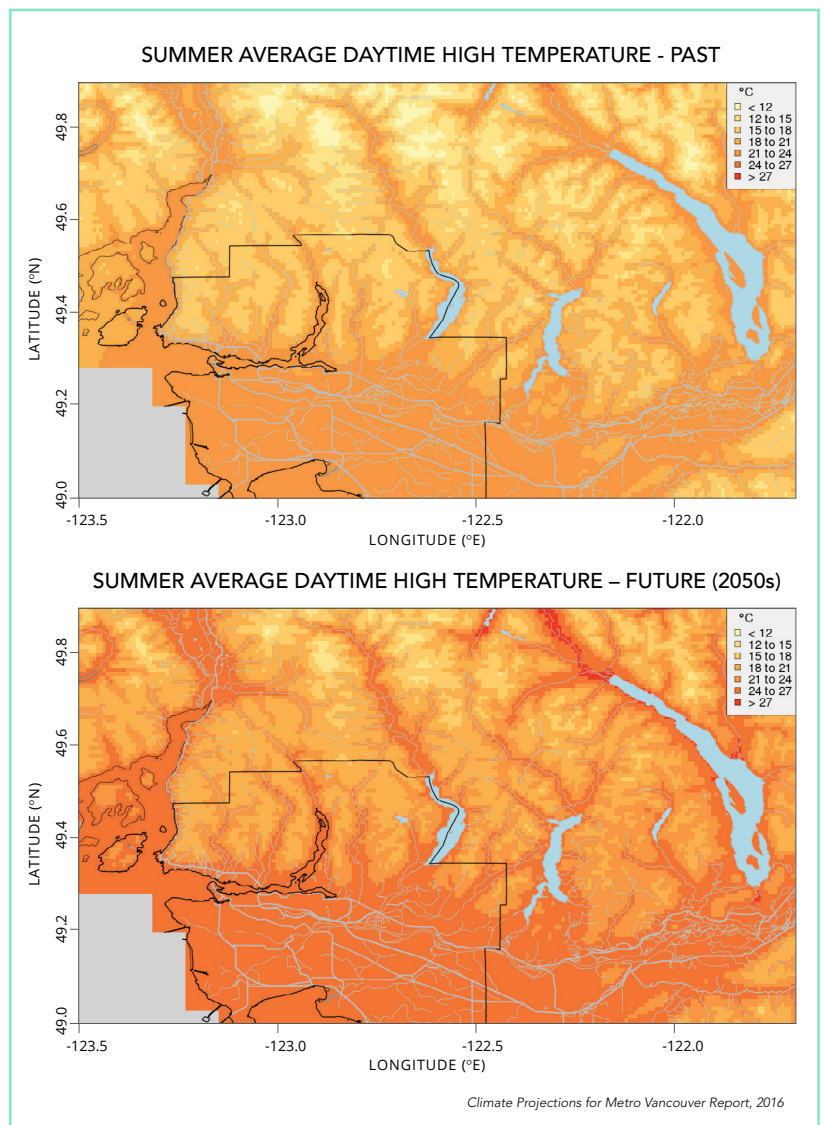 SUMMER AVERAGE DAYTIME HIGH TEMPERATURE - PAST
°C
< 12
12 to 15
15 to 18
18 to 21
21 to 24
24 to 27
> 27
LATITUDE (°N)
49.8
49.6
49.4
49.2
49.0
-123.5 -123.0 -122.5 -122.0
LONGITUDE (°E)
SUMMER AVERAGE DAYTIME HIGH TEMPERATURE – FUTURE (2050s)
°C
< 12
12 to 15
15 to 18
18 to 21
21 to 24
24 to 27
> 27
LATITUDE (°N)
49.8
49.6
49.4
49.2
49.0
-123.5 -123.0 -122.5 -122.0
LONGITUDE (°E)
Climate Projections for Metro Vancouver Report, 2016